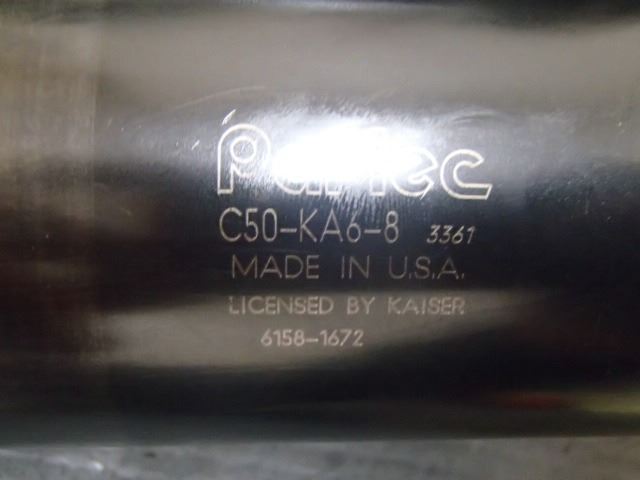 Parlec
C50-KA6-8 3361
MADE IN U.S.A.
LICENSED BY KAISER
6158-1672